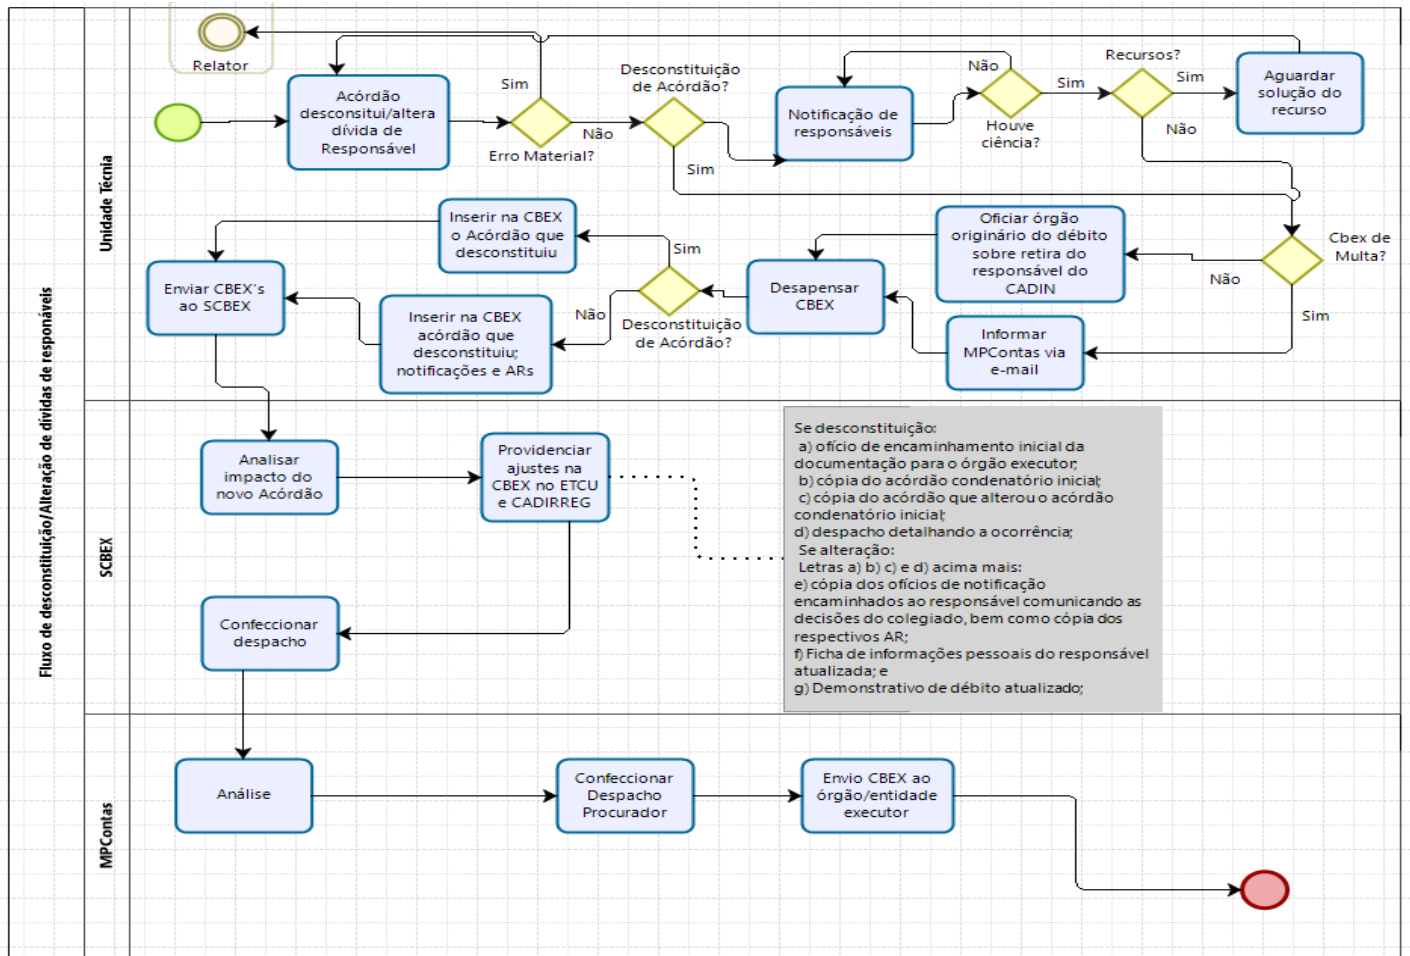 Fluxo de desconstituição/Alteração de dívidas de responáveis
Unidade Técnia
Relator
Acórdão
desconsitui/altera
dívida de
Responsável
Sim
Não
Erro Material?
Desconstituição
de Acórdão?
Sim
Notificação de
responsáveis
Não
Sim
Houve
ciência?
Recursos?
Sim
Não
Aguardar
solução do
recurso
Cbex de
Multa?
Não
Sim
Oficiar órgão
originário do débito
sobre retira do
responsável do
CADIN
Informar
MPContas via
e-mail
Desapensar
CBEX
Sim
Não
Desconstituição
de Acórdão?
Inserir na CBEX
o Acórdão que
desconstituiu
Inserir na CBEX
acórdão que
desconstituiu;
notificações e ARs
Enviar CBEX's
ao SCBEX
SCBEX
Analisar
impacto do
novo Acórdão
Providenciar
ajustes na
CBEX no ETCU
e CADIRREG
Se desconstituição:
a) ofício de encaminhamento inicial da
documentação para o órgão executor;
b) cópia do acórdão condenatório inicial;
c) cópia do acórdão que alterou o acórdão
condenatório inicial;
d) despacho detalhando a ocorrência;
Se alteração:
Letras a) b) c) e d) acima mais:
e) cópia dos ofícios de notificação
encaminhados ao responsável comunicando as
decisões do colegiado, bem como cópia dos
respectivos AR;
f) Ficha de informações pessoais do responsável
atualizada; e
g) Demonstrativo de débito atualizado;
Confeccionar
despacho
MPContas
Análise
Confeccionar
Despacho
Procurador
Envio CBEX ao
órgão/entidade
executor